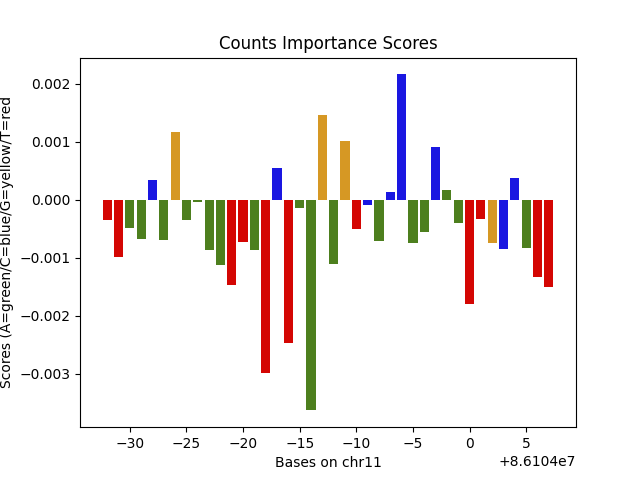 Counts Importance Scores
Scores (A=green/C=blue/G=yellow/T=red
0.002
0.001
0.000
−0.001
−0.002
−0.003
−30 −25 −20 −15 −10 −5 0 5
Bases on chr11
+8.6104e7